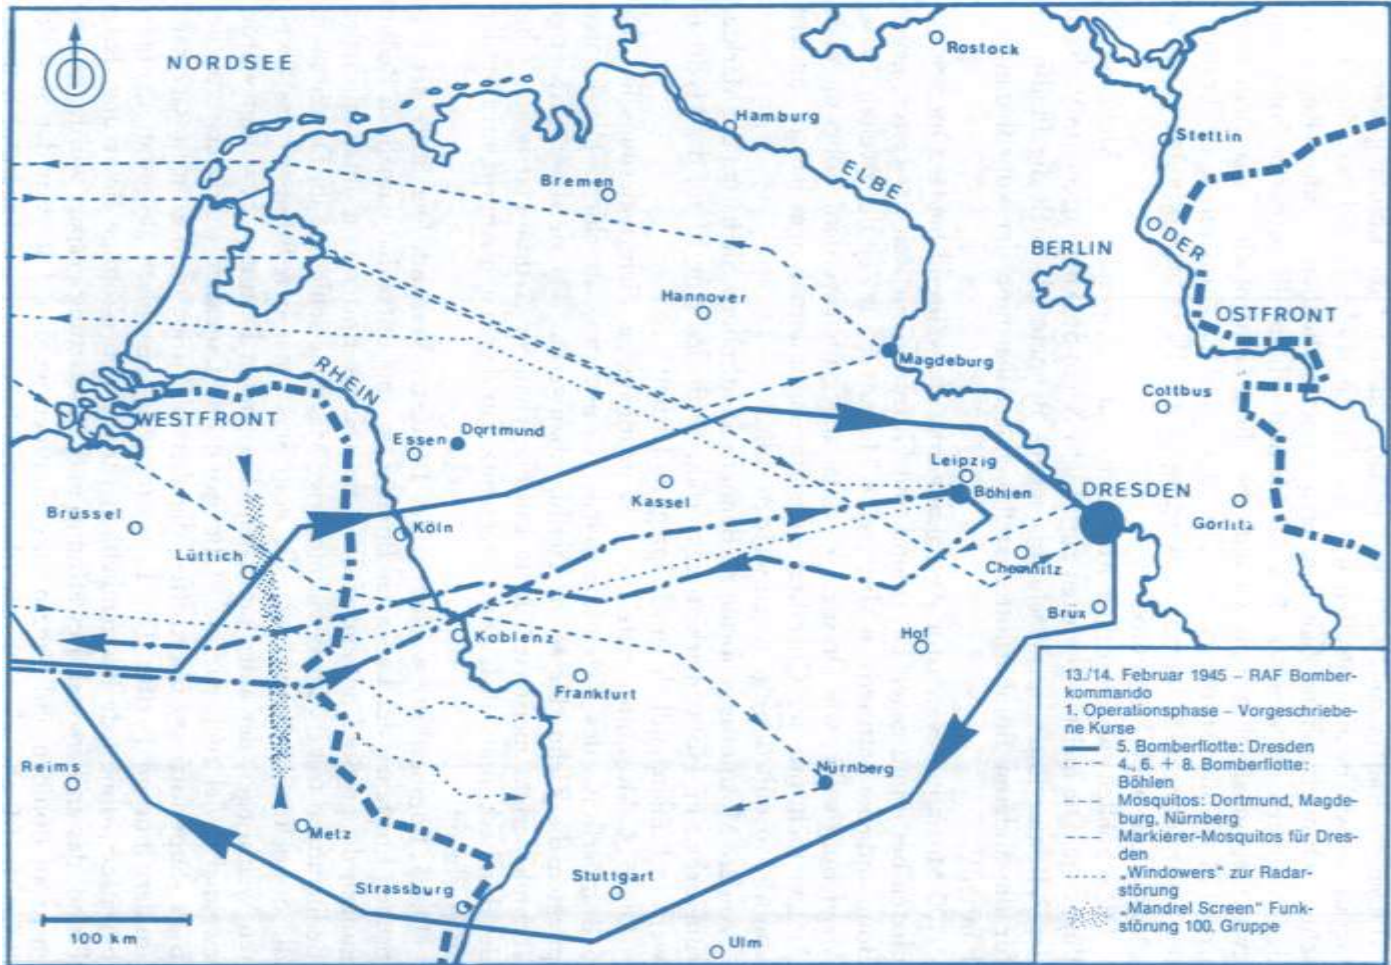 NORDSEE
Rostock
Hamburg
Stettin
ELBE
Bremen
ODER
BERLIN
Hannover
OSTFRONT
Magdeburg
RHEIN
Cottbus
WESTFRONT
Essen
Dortmund
Leipzig
Kassel
Böhlen
DRESDEN
Brüssel
Köln
Görlitz
Lüttich
Chemnitz
Brüx
Koblenz
Hof
Frankfurt
Reims
Nürnberg
Metz
Strassburg
Stuttgart
Ulm
100 km
13./14. Februar 1945 – RAF Bomber-
kommando
1. Operationsphase – Vorgeschriebe-
ne Kurse
5. Bomberflotte: Dresden
4., 6. + 8. Bomberflotte:
Böhlen
Mosquitos: Dortmund, Magde-
burg, Nürnberg
Markierer-Mosquitos für Dres-
den
„Windowers" zur Radar-
störung
„Mandrel Screen" Funk-
störung 100. Gruppe